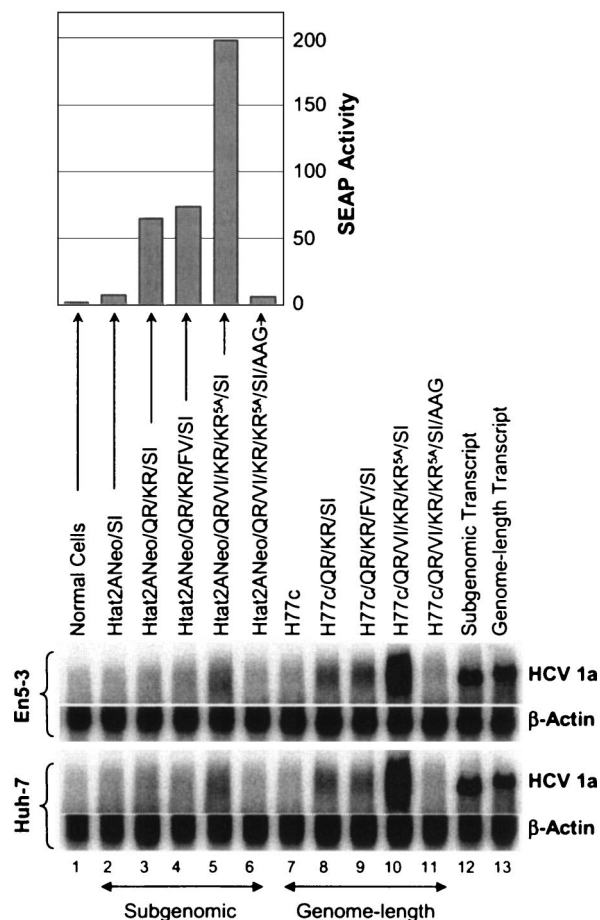 200
150
100
50
0
SEAP Activity
Normal Cells
Htat2ANeo/SI
Htat2ANeo/QR/KR/SI
Htat2ANeo/QR/KR/FV/SI
Htat2ANeo/QR/VI/KR/KR5A/SI
Htat2ANeo/QR/VI/KR/KR5A/SI/AAG
H77c
H77c/QR/KR/SI
H77c/QR/KR/FV/SI
H77c/QR/VI/KR/KR5A/SI
H77c/QR/VI/KR/KR5A/SI/AAG
Subgenomic Transcript
Genome-length Transcript
En5-3
HCV 1a
β-Actin
Huh-7
HCV 1a
β-Actin
1 2 3 4 5 6 7 8 9 10 11 12 13
Subgenomic Genome-length